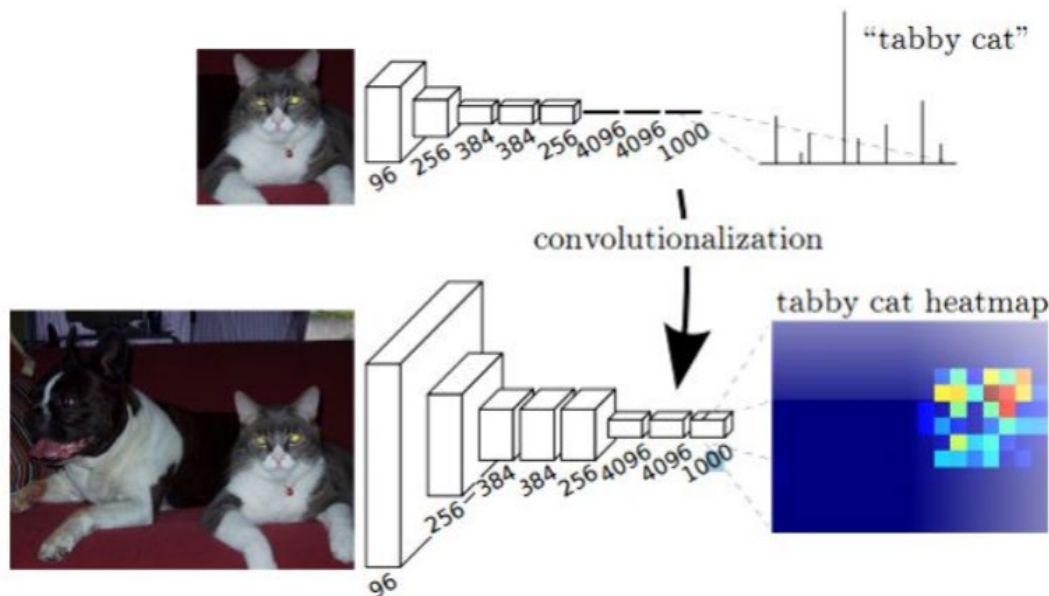 “tabby cat”
96 256 384 384 256 4096 4096 1000
convolutionalization
tabby cat heatmap
96 256 384 384 256 4096 4096 1000